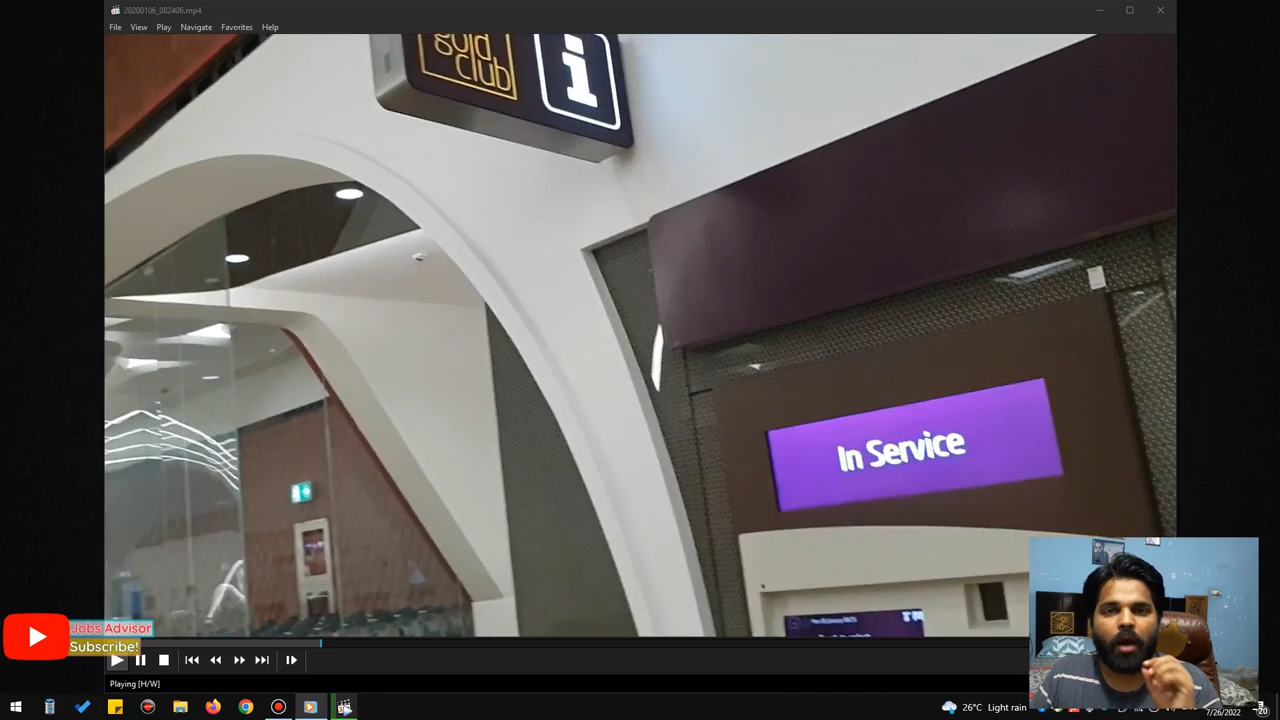 20200106_082406.mp4
File View Play Navigate Favorites Help
gold
club
i
In Service
Jobs Advisor
Subscribe!
Playing [H/W]
26°C Light rain
7/26/2022
20